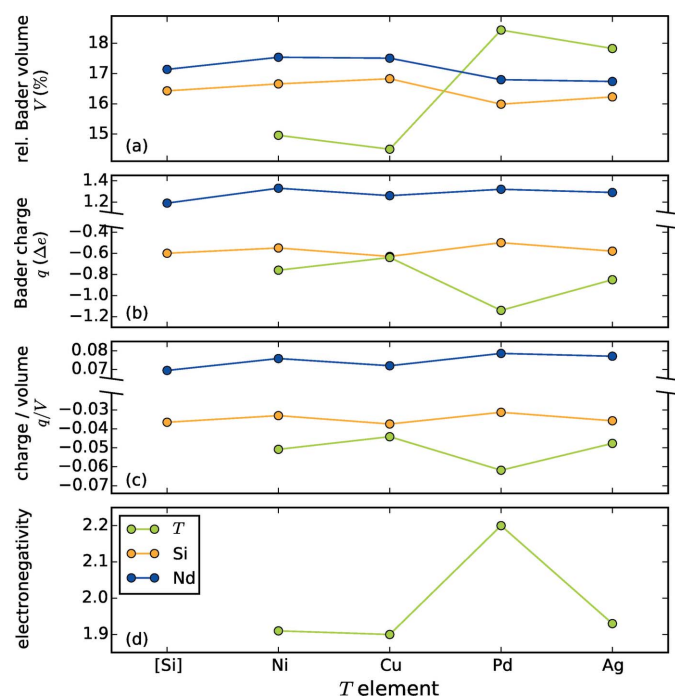 rel. Bader volume
V (%)
18
17
16
15
(a)
Bader charge
q (Δe)
1.4
1.2
−0.4
−0.6
−0.8
−1.0
−1.2
(b)
charge / volume
q/V
0.08
0.07
−0.03
−0.04
−0.05
−0.06
−0.07
(c)
electronegativity
2.2
2.1
2.0
1.9
T
Si
Nd
(d)
[Si] Ni Cu Pd Ag
T element